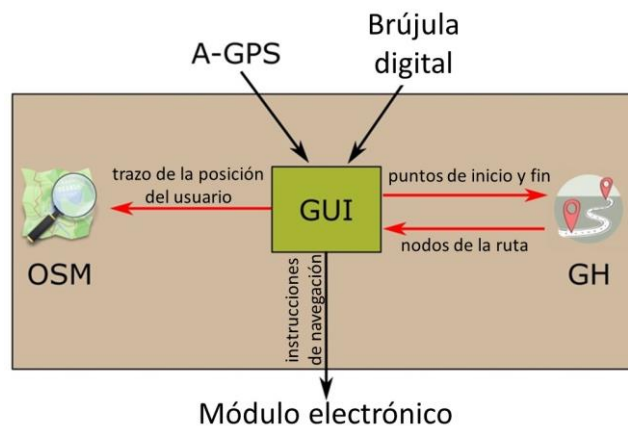 A-GPS
Brújula
digital
trazo de la posición
del usuario
GUI
puntos de inicio y fin
nodos de la ruta
OSM
GH
instrucciones
de navegación
Módulo electrónico